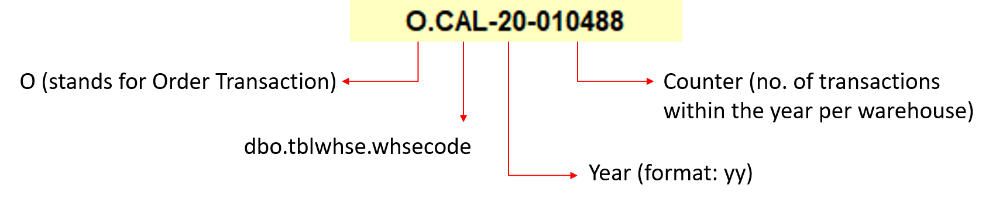 O.CAL-20-010488
O (stands for Order Transaction)
Counter (no. of transactions
within the year per warehouse)
dbo.tblwhse.whsecode
Year (format: yy)